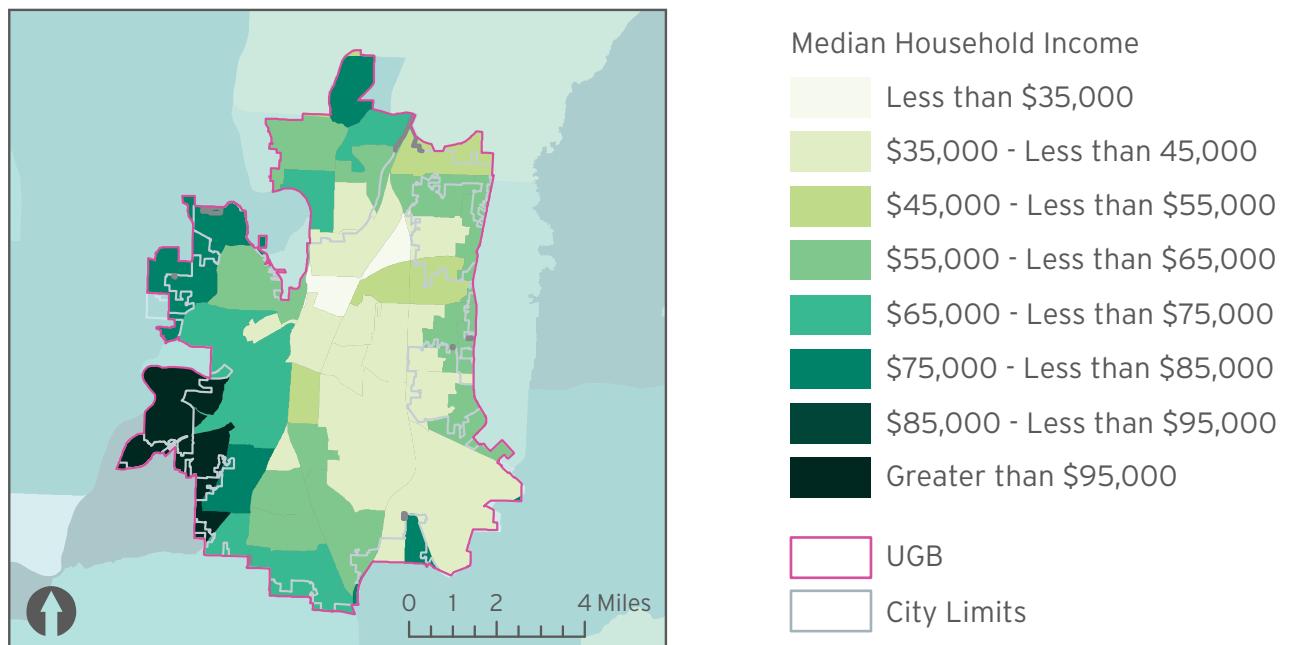 Median Household Income
Less than $35,000
$35,000 - Less than 45,000
$45,000 - Less than $55,000
$55,000 - Less than $65,000
$65,000 - Less than $75,000
$75,000 - Less than $85,000
$85,000 - Less than $95,000
Greater than $95,000
UGB
City Limits
0 1 2 4 Miles